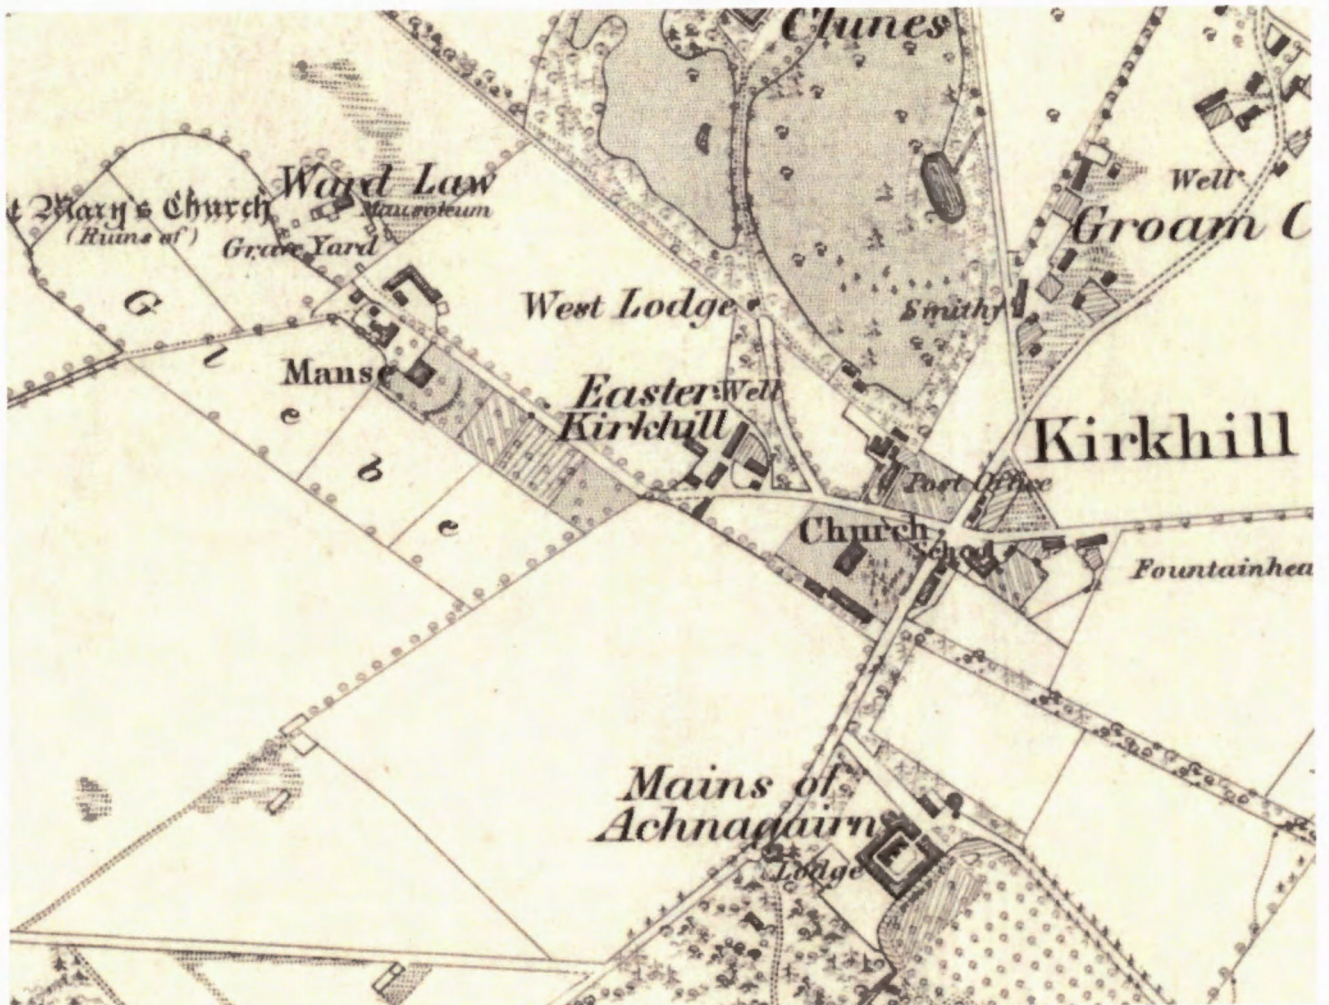 Clunes
Well
Ward Law
t Mary's Church
Mausoleum
(Ruins of)
Grave Yard
Groam C
G l e b e
West Lodge
Smithy
Manse
Easter
Well
Kirkhill
Kirkhill
Post Office
Church
School
Fountainhea
Mains of
Achnagairn
Lodge